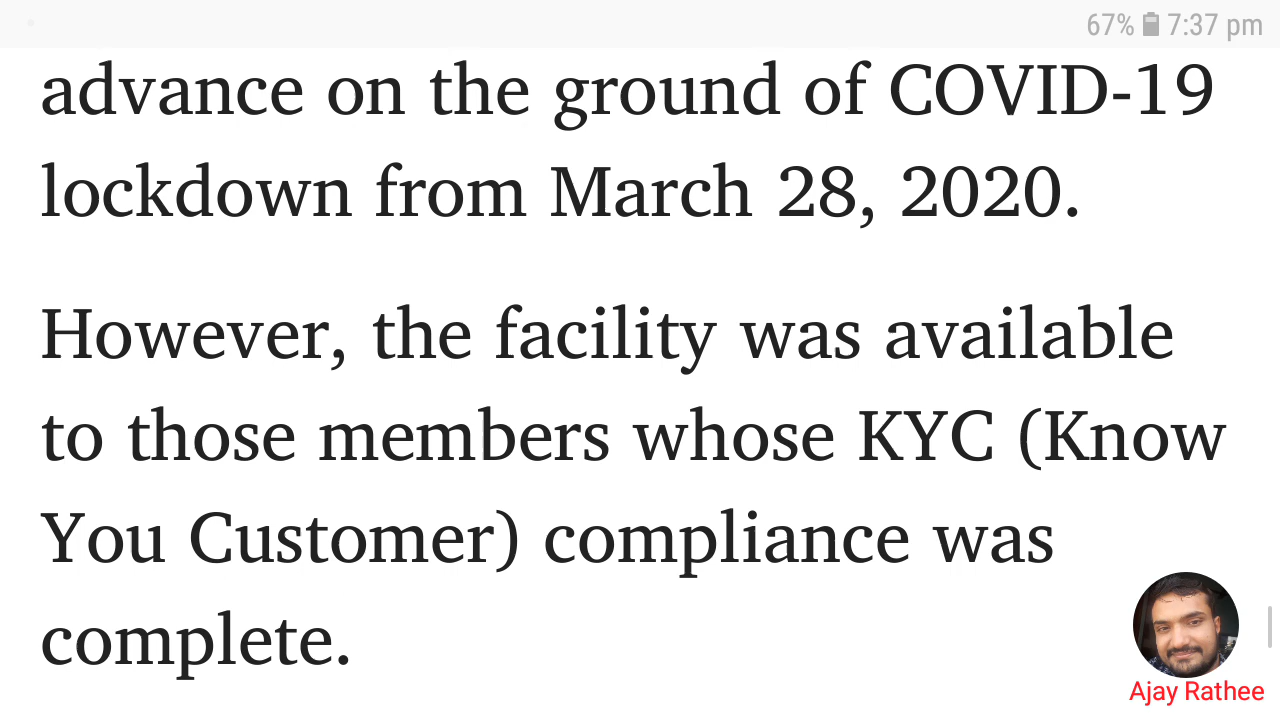 67% 7:37 pm
advance on the ground of COVID-19
lockdown from March 28, 2020.
However, the facility was available
to those members whose KYC (Know
You Customer) compliance was
complete.
Ajay Rathee